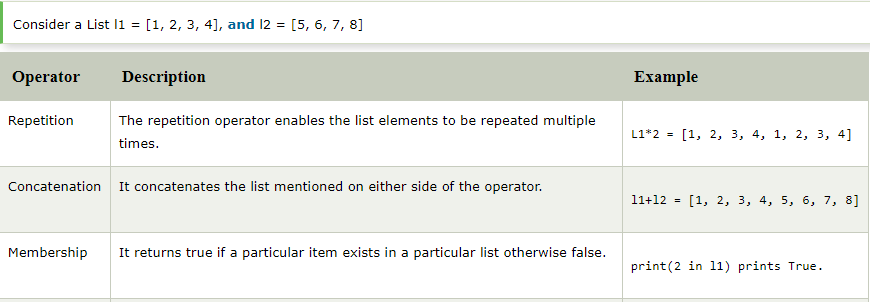 Consider a List l1 = [1, 2, 3, 4], and l2 = [5, 6, 7, 8]
Operator Description Example
Repetition The repetition operator enables the list elements to be repeated multiple
times.
L1*2 = [1, 2, 3, 4, 1, 2, 3, 4]
Concatenation It concatenates the list mentioned on either side of the operator.
l1+l2 = [1, 2, 3, 4, 5, 6, 7, 8]
Membership It returns true if a particular item exists in a particular list otherwise false.
print(2 in l1) prints True.